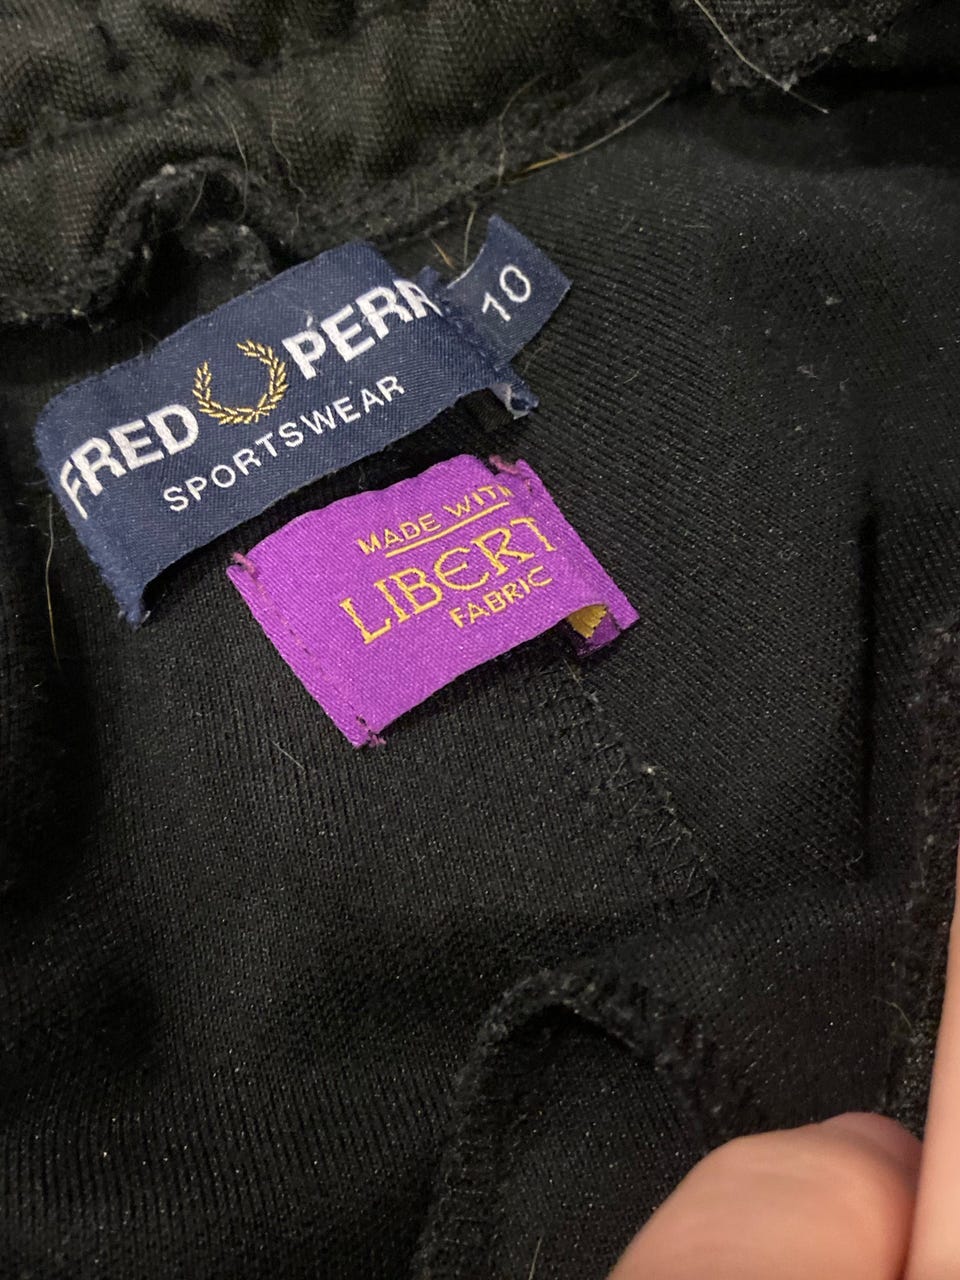 FRED PERR
SPORTSWEAR
10
MADE WITH
LIBERT
FABRIC